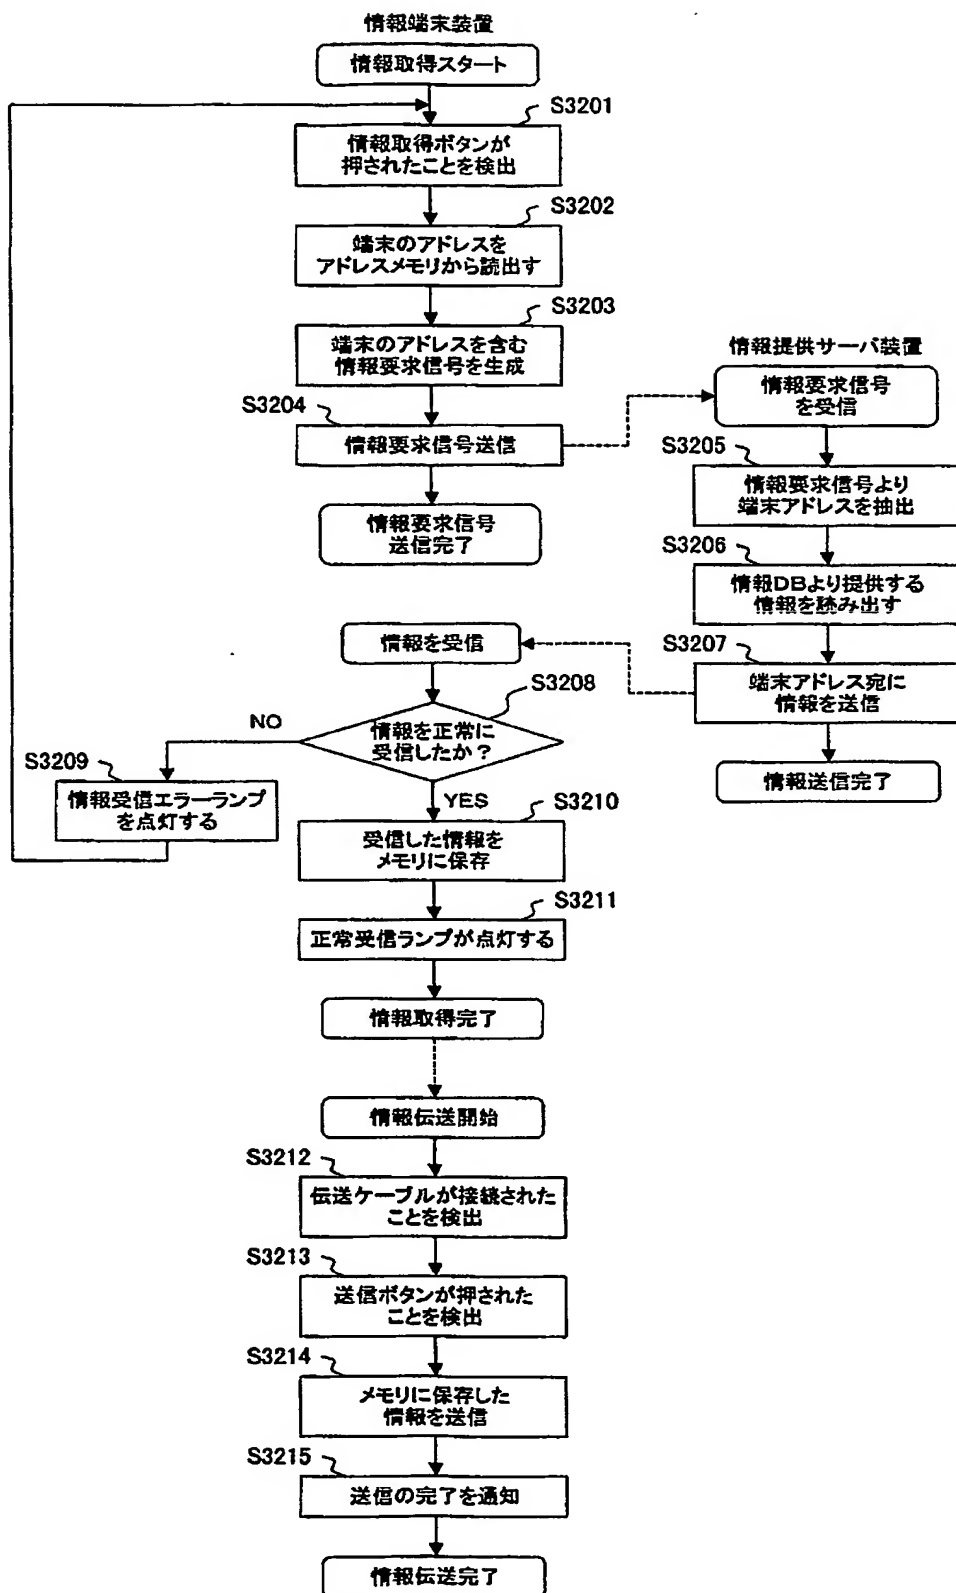 情報端末装置
情報取得スタート
S3201
情報取得ボタンが
押されたことを検出
S3202
端末のアドレスを
アドレスメモリから読出す
S3203
端末のアドレスを含む
情報要求信号を生成
S3204
情報要求信号送信
情報要求信号
送信完了
情報提供サーバ装置
情報要求信号
を受信
S3205
情報要求信号より
端末アドレスを抽出
S3206
情報DBより提供する
情報を読み出す
S3207
端末アドレス宛に
情報を送信
情報送信完了
情報を受信
S3208
情報を正常に
受信したか?
NO
S3209
情報受信エラーランプ
を点灯する
YES
S3210
受信した情報を
メモリに保存
S3211
正常受信ランプが点灯する
情報取得完了
情報伝送開始
S3212
伝送ケーブルが接続された
ことを検出
S3213
送信ボタンが押された
ことを検出
S3214
メモリに保存した
情報を送信
S3215
送信の完了を通知
情報伝送完了